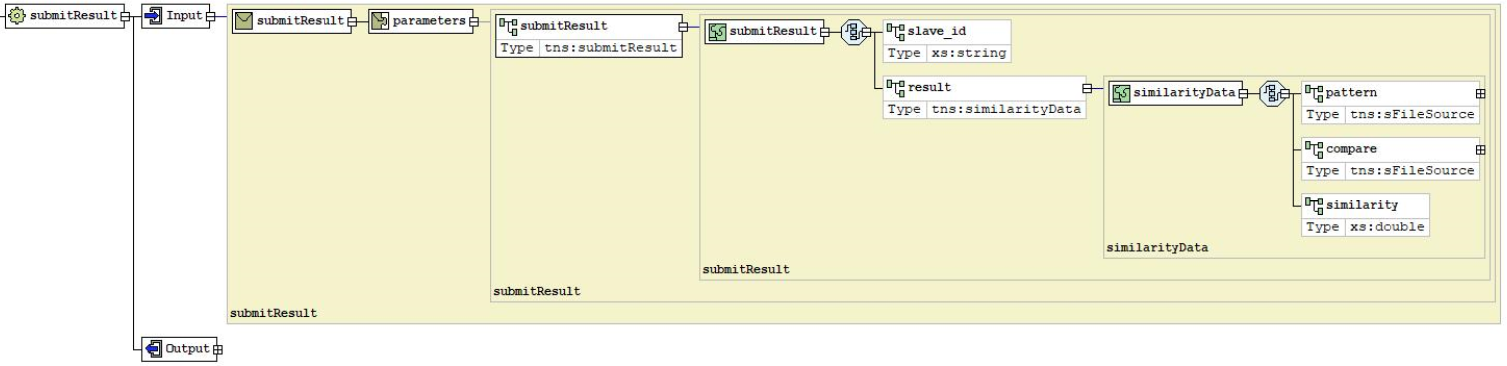 submitResult
Input
submitResult
parameters
submitResult
Type tns:submitResult
submitResult
slave_id
Type xs:string
result
Type tns:similarityData
similarityData
pattern
Type tns:sFileSource
compare
Type tns:sFileSource
similarity
Type xs:double
similarityData
submitResult
submitResult
submitResult
Output